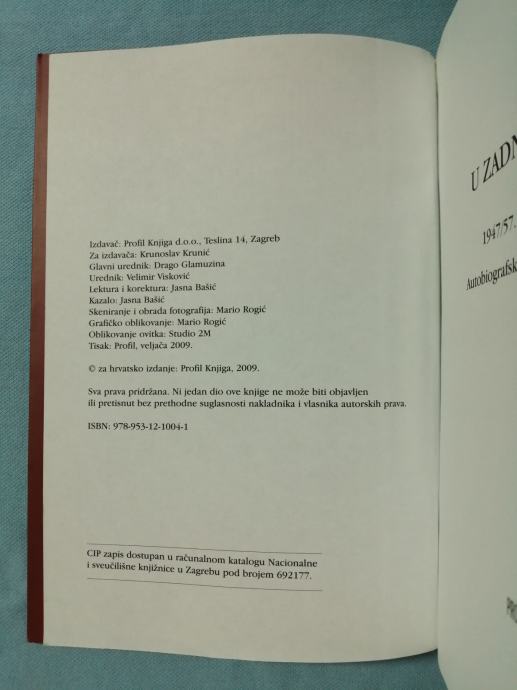 Izdavač: Profil Knjiga d.o.o., Teslina 14, Zagreb
Za izdavača: Krunoslav Krunić
Glavni urednik: Drago Glamuzina
Urednik: Velimir Visković
Lektura i korektura: Jasna Bašić
Kazalo: Jasna Bašić
Skeniranje i obrada fotografija: Mario Rogić
Grafičko oblikovanje: Mario Rogić
Oblikovanje ovitka: Studio 2M
Tisak: Profil, veljača 2009.
© za hrvatsko izdanje: Profil Knjiga, 2009.
Sva prava pridržana. Ni jedan dio ove knjige ne može biti objavljen
ili pretisnut bez prethodne suglasnosti nakladnika i vlasnika autorskih prava.
ISBN: 978-953-12-1004-1
CIP zapis dostupan u računalnom katalogu Nacionalne
i sveučilišne knjižnice u Zagrebu pod brojem 692177.
U ZADN
1947/57.
Autobiografsk